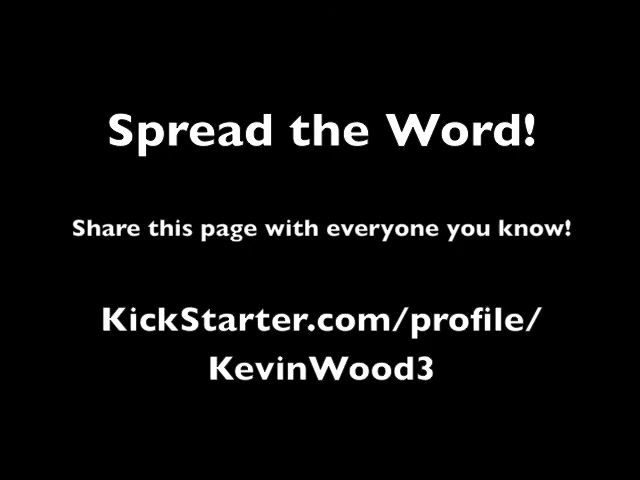 Spread the Word!
Share this page with everyone you know!
KickStarter.com/profile/
KevinWood3